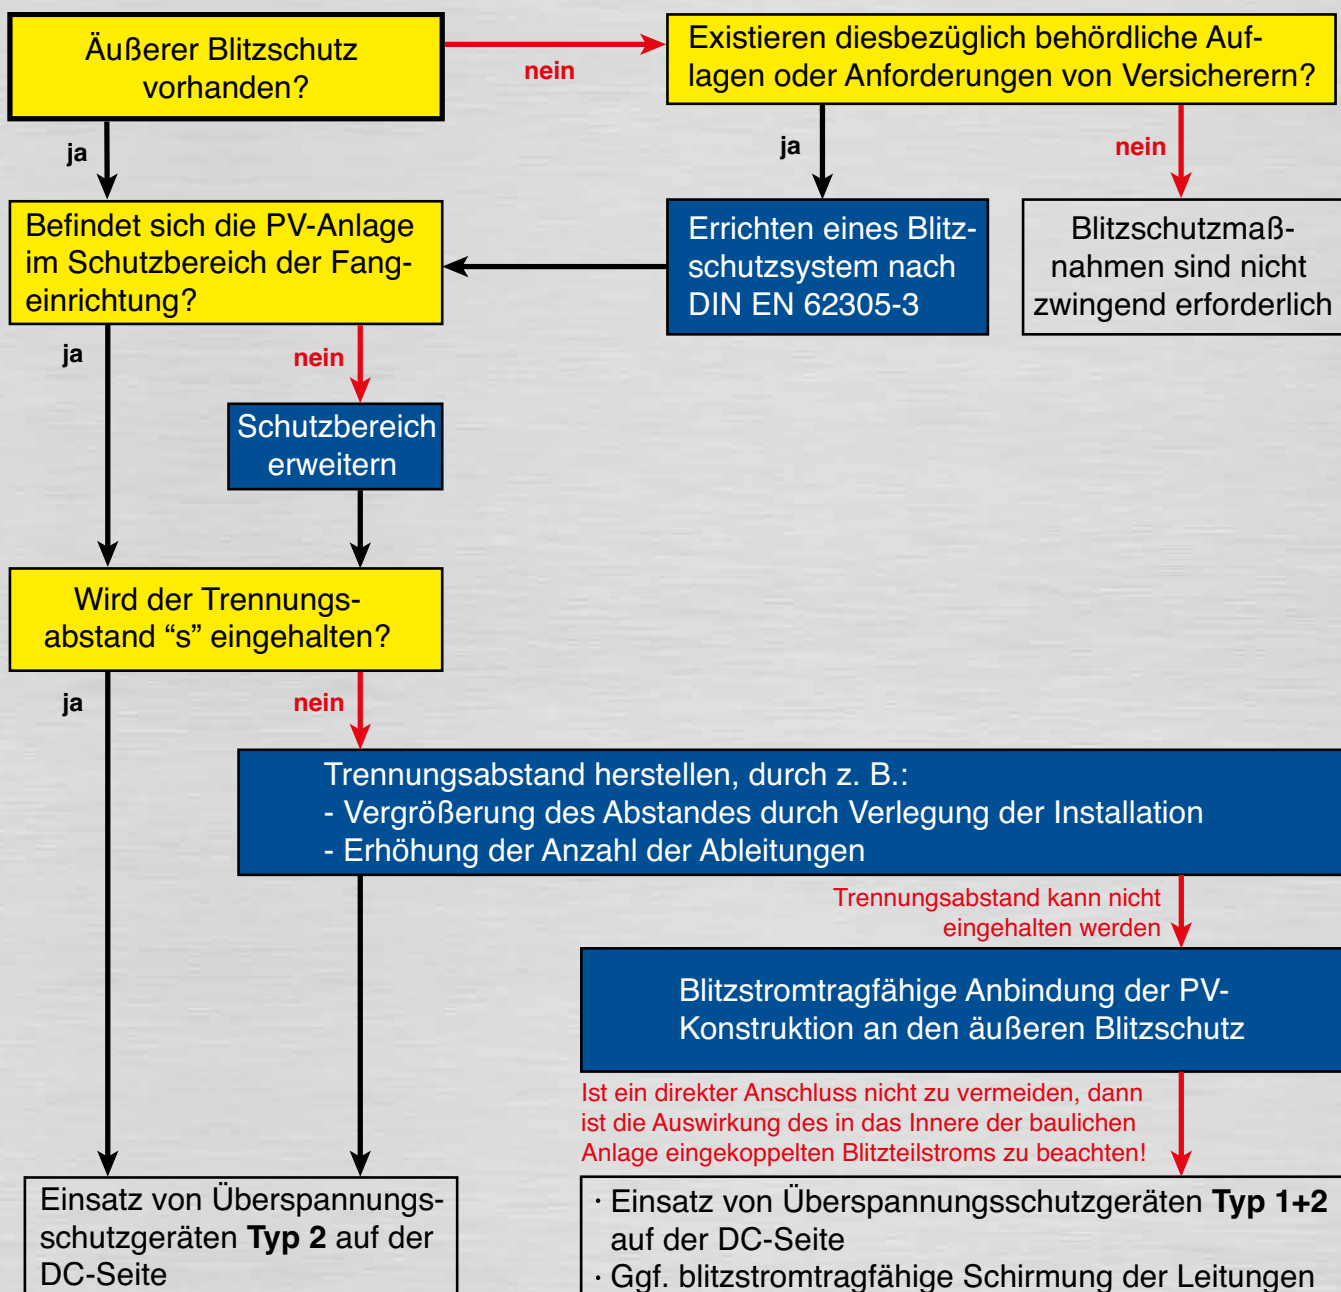 Äußerer Blitzschutz
vorhanden?
nein
Existieren diesbezüglich behördliche Auf-
lagen oder Anforderungen von Versicherern?
ja
ja
nein
Befindet sich die PV-Anlage
im Schutzbereich der Fang-
einrichtung?
Errichten eines Blitz-
schutzsystem nach
DIN EN 62305-3
Blitzschutzmaß-
nahmen sind nicht
zwingend erforderlich
ja
nein
Schutzbereich
erweitern
Wird der Trennungs-
abstand “s” eingehalten?
ja
nein
Trennungsabstand herstellen, durch z. B.:
- Vergrößerung des Abstandes durch Verlegung der Installation
- Erhöhung der Anzahl der Ableitungen
Trennungsabstand kann nicht
eingehalten werden
Blitzstromtragfähige Anbindung der PV-
Konstruktion an den äußeren Blitzschutz
Ist ein direkter Anschluss nicht zu vermeiden, dann
ist die Auswirkung des in das Innere der baulichen
Anlage eingekoppelten Blitzteilstroms zu beachten!
Einsatz von Überspannungs-
schutzgeräten Typ 2 auf der
DC-Seite
· Einsatz von Überspannungsschutzgeräten Typ 1+2
auf der DC-Seite
· Ggf. blitzstromtragfähige Schirmung der Leitungen